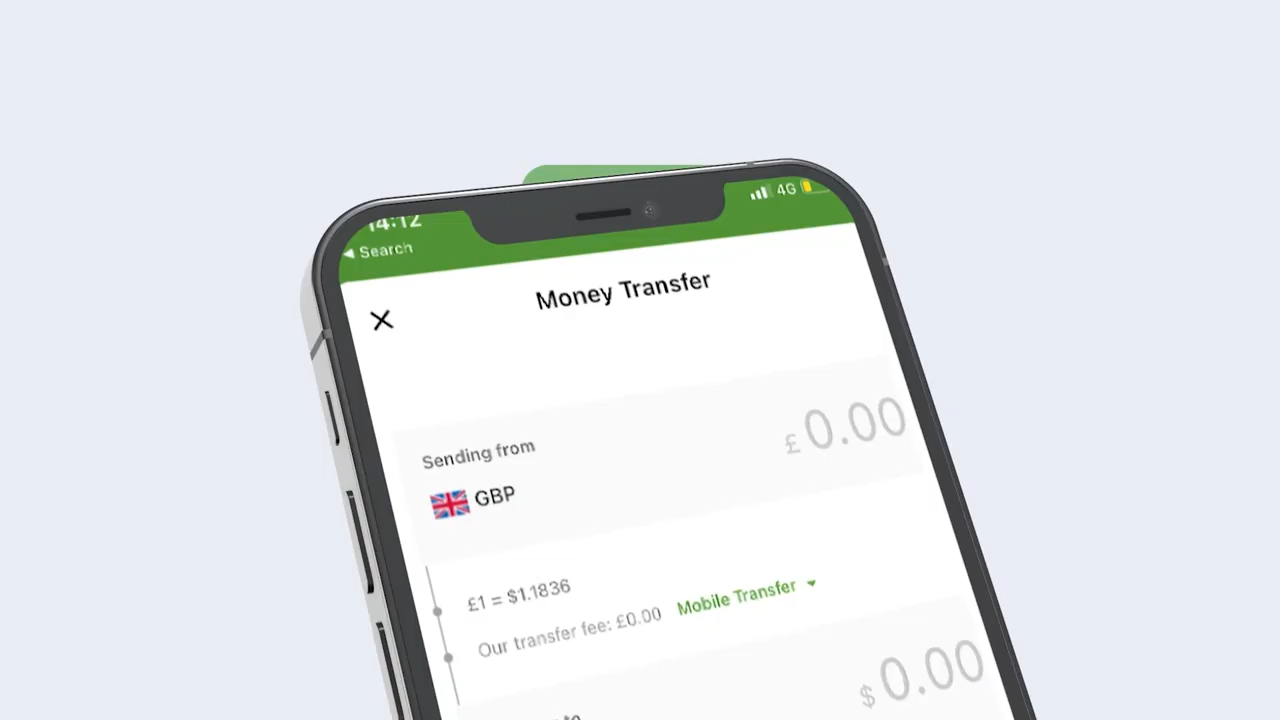 14:12
4G
Search
Money Transfer
£ 0.00
Sending from
GBP
£1 = $1.1836
Our transfer fee: £0.00 Mobile Transfer
$ 0.00